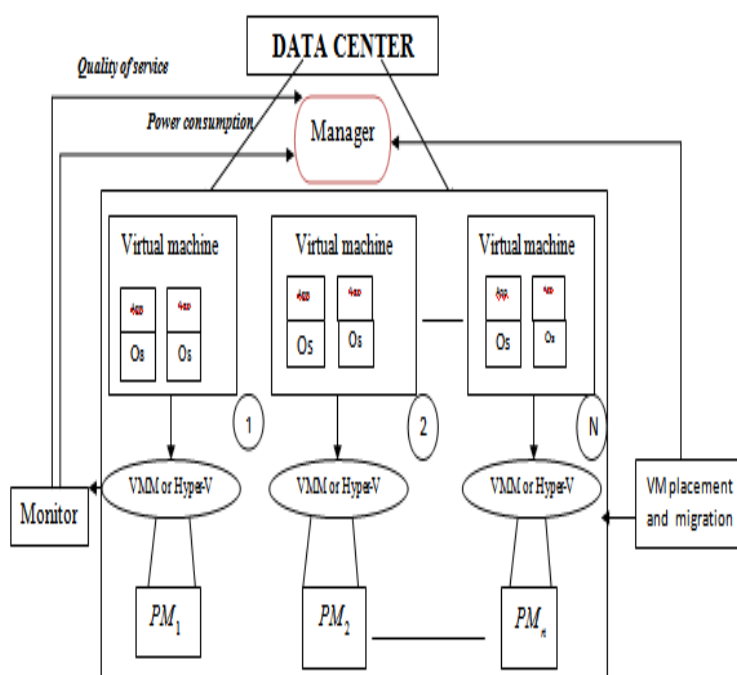 DATA CENTER
Quality of service
Power consumption
Manager
Virtual machine
Virtual machine
Virtual machine
App
Os
Os
Os
Os
Os
Os
1
2
N
VMM or Hyper-V
VMM or Hyper-V
VMM or Hyper-V
Monitor
VM placement
and migration
PM1
PM2
PMn